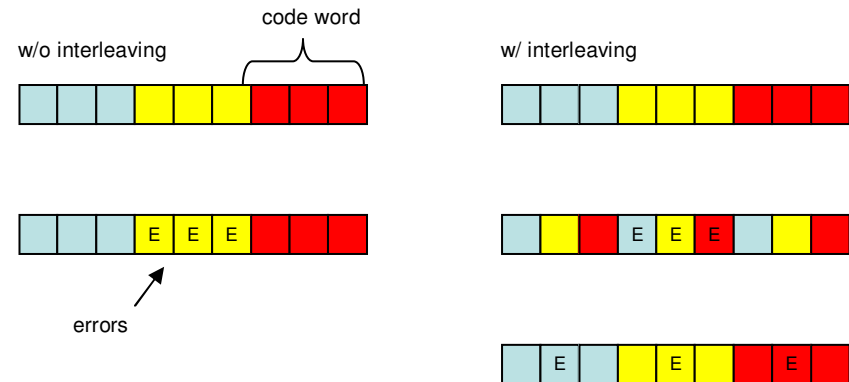 code word
w/o interleaving
w/ interleaving
E E E
E E E
errors
E E E